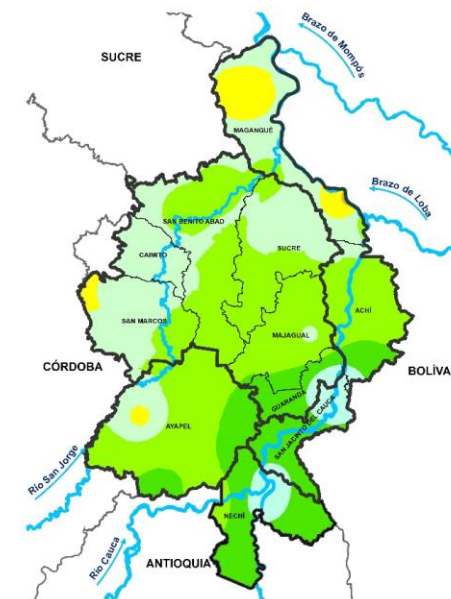 SUCRE
Brazo de Mompós
MAGANGUÉ
Brazo de Loba
SAN BENITO ABAD
SUCRE
CAIMITO
ACHÍ
SAN MARCOS
MAJAGUAL
CÓRDOBA
BOLÍVA
GUARANDA
SAN JACINTO DEL CAUCA
AYAPEL
Río San Jorge
NECHÍ
Río Cauca
ANTIOQUIA